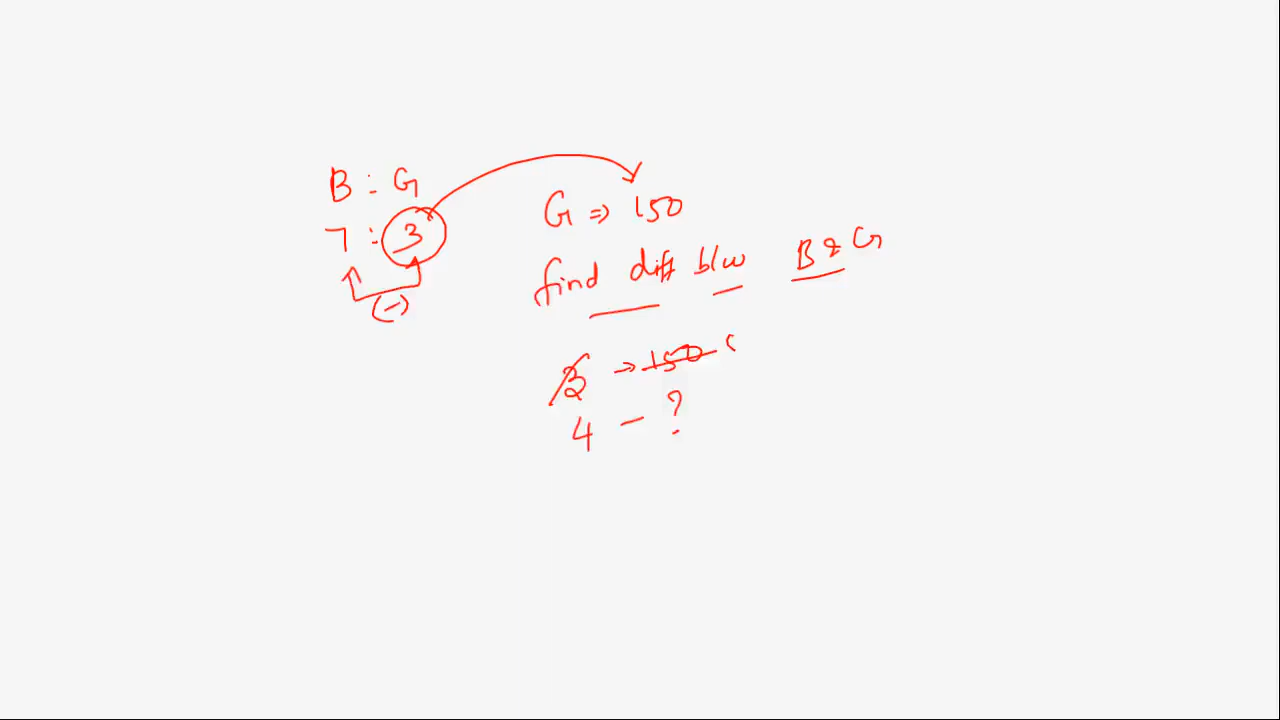 B : G
7 : 3
(-)
G => 150
find diff b/w B & G
3 → 150
4 - ?